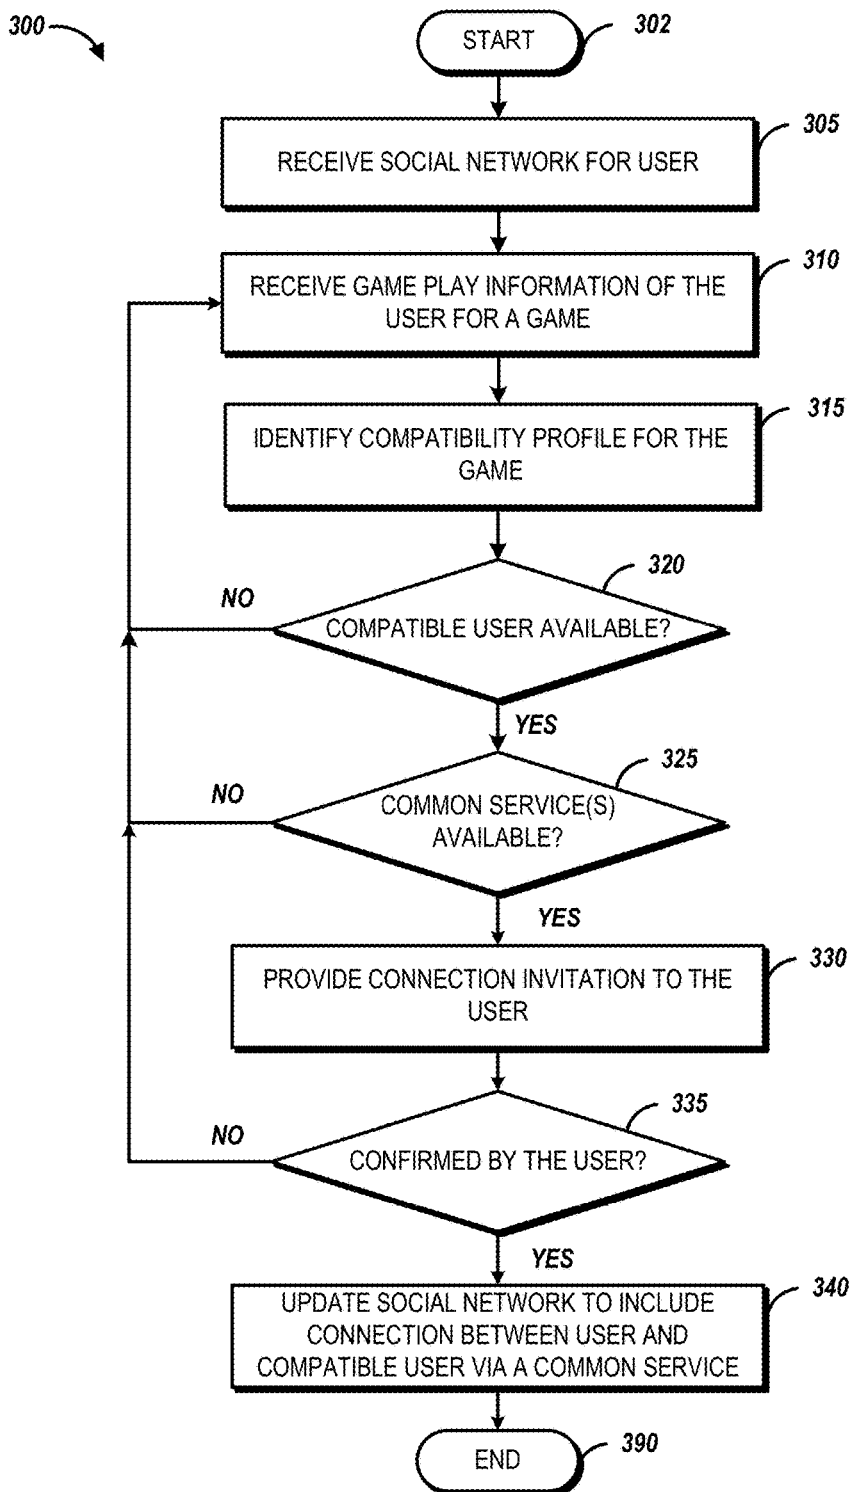 300
START
302
RECEIVE SOCIAL NETWORK FOR USER
305
RECEIVE GAME PLAY INFORMATION OF THE
USER FOR A GAME
310
IDENTIFY COMPATIBILITY PROFILE FOR THE
GAME
315
COMPATIBLE USER AVAILABLE?
320
NO
YES
COMMON SERVICE(S)
AVAILABLE?
325
NO
YES
PROVIDE CONNECTION INVITATION TO THE
USER
330
CONFIRMED BY THE USER?
335
NO
YES
UPDATE SOCIAL NETWORK TO INCLUDE
CONNECTION BETWEEN USER AND
COMPATIBLE USER VIA A COMMON SERVICE
340
END
390